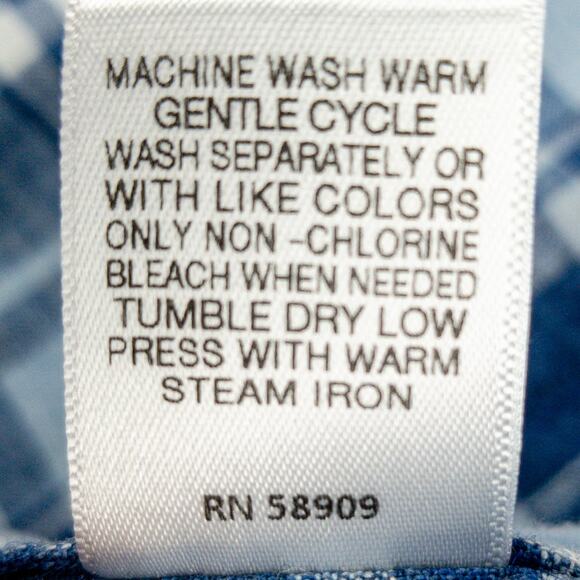 MACHINE WASH WARM
GENTLE CYCLE
WASH SEPARATELY OR
WITH LIKE COLORS
ONLY NON -CHLORINE
BLEACH WHEN NEEDED
TUMBLE DRY LOW
PRESS WITH WARM
STEAM IRON
RN 58909